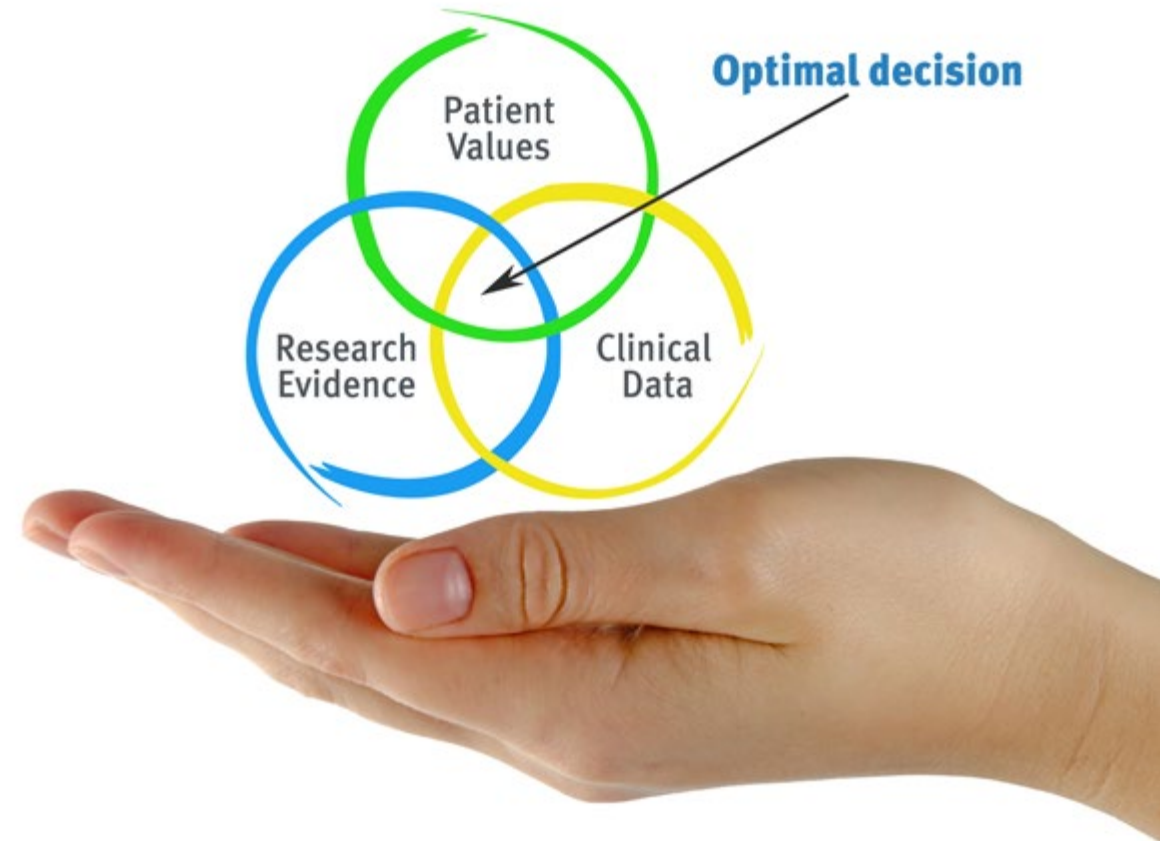 Optimal decision
Patient
Values
Research
Evidence
Clinical
Data